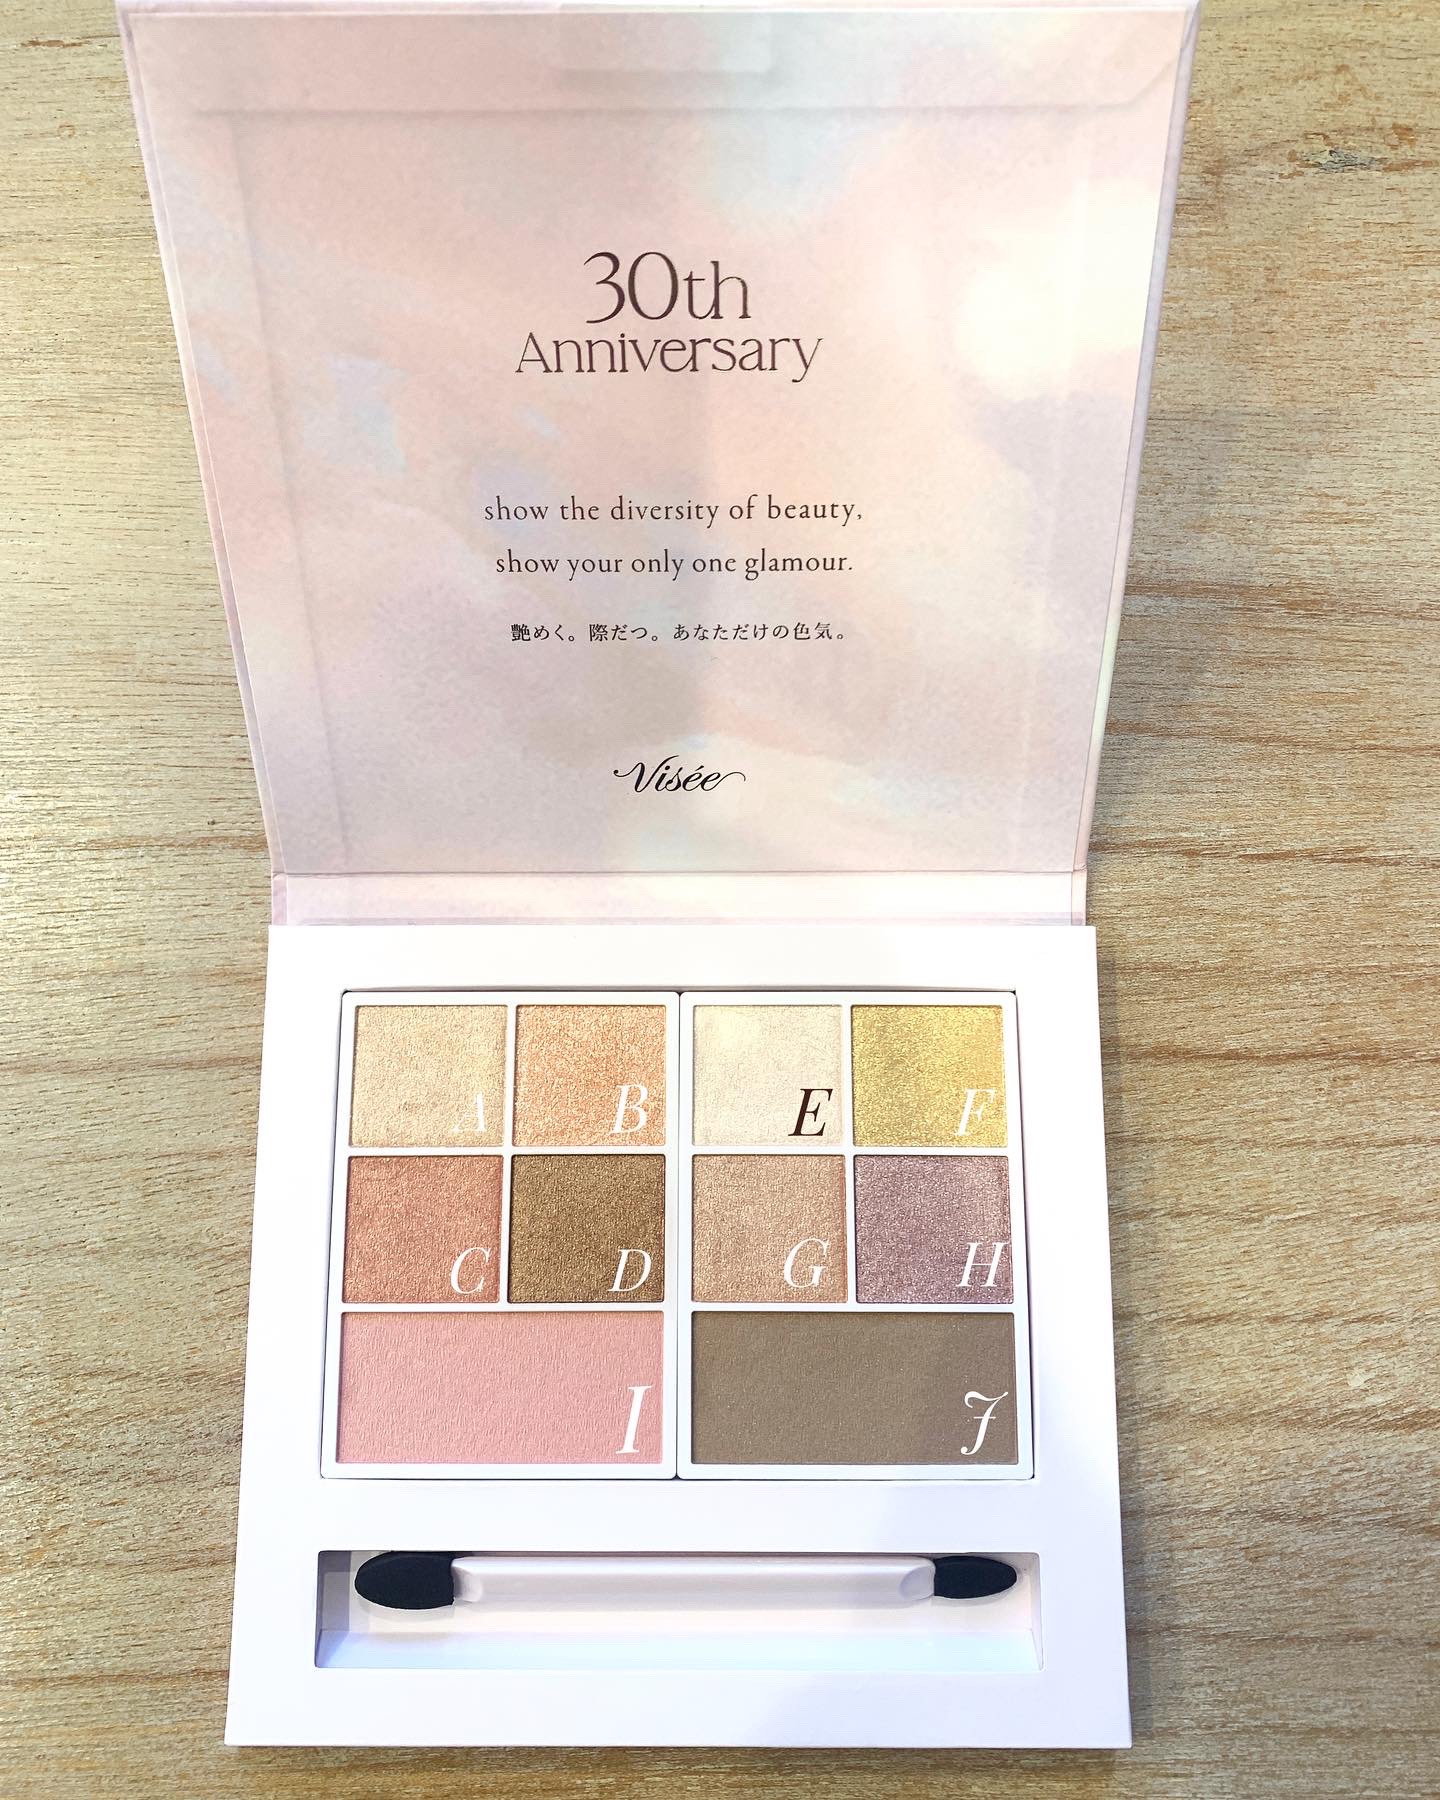 30th
Anniversary
show the diversity of beauty,
show your only one glamour.
艶めく。際だつ。あなただけの色気。
Visée
A
B
E
F
C
D
G
H
I
J